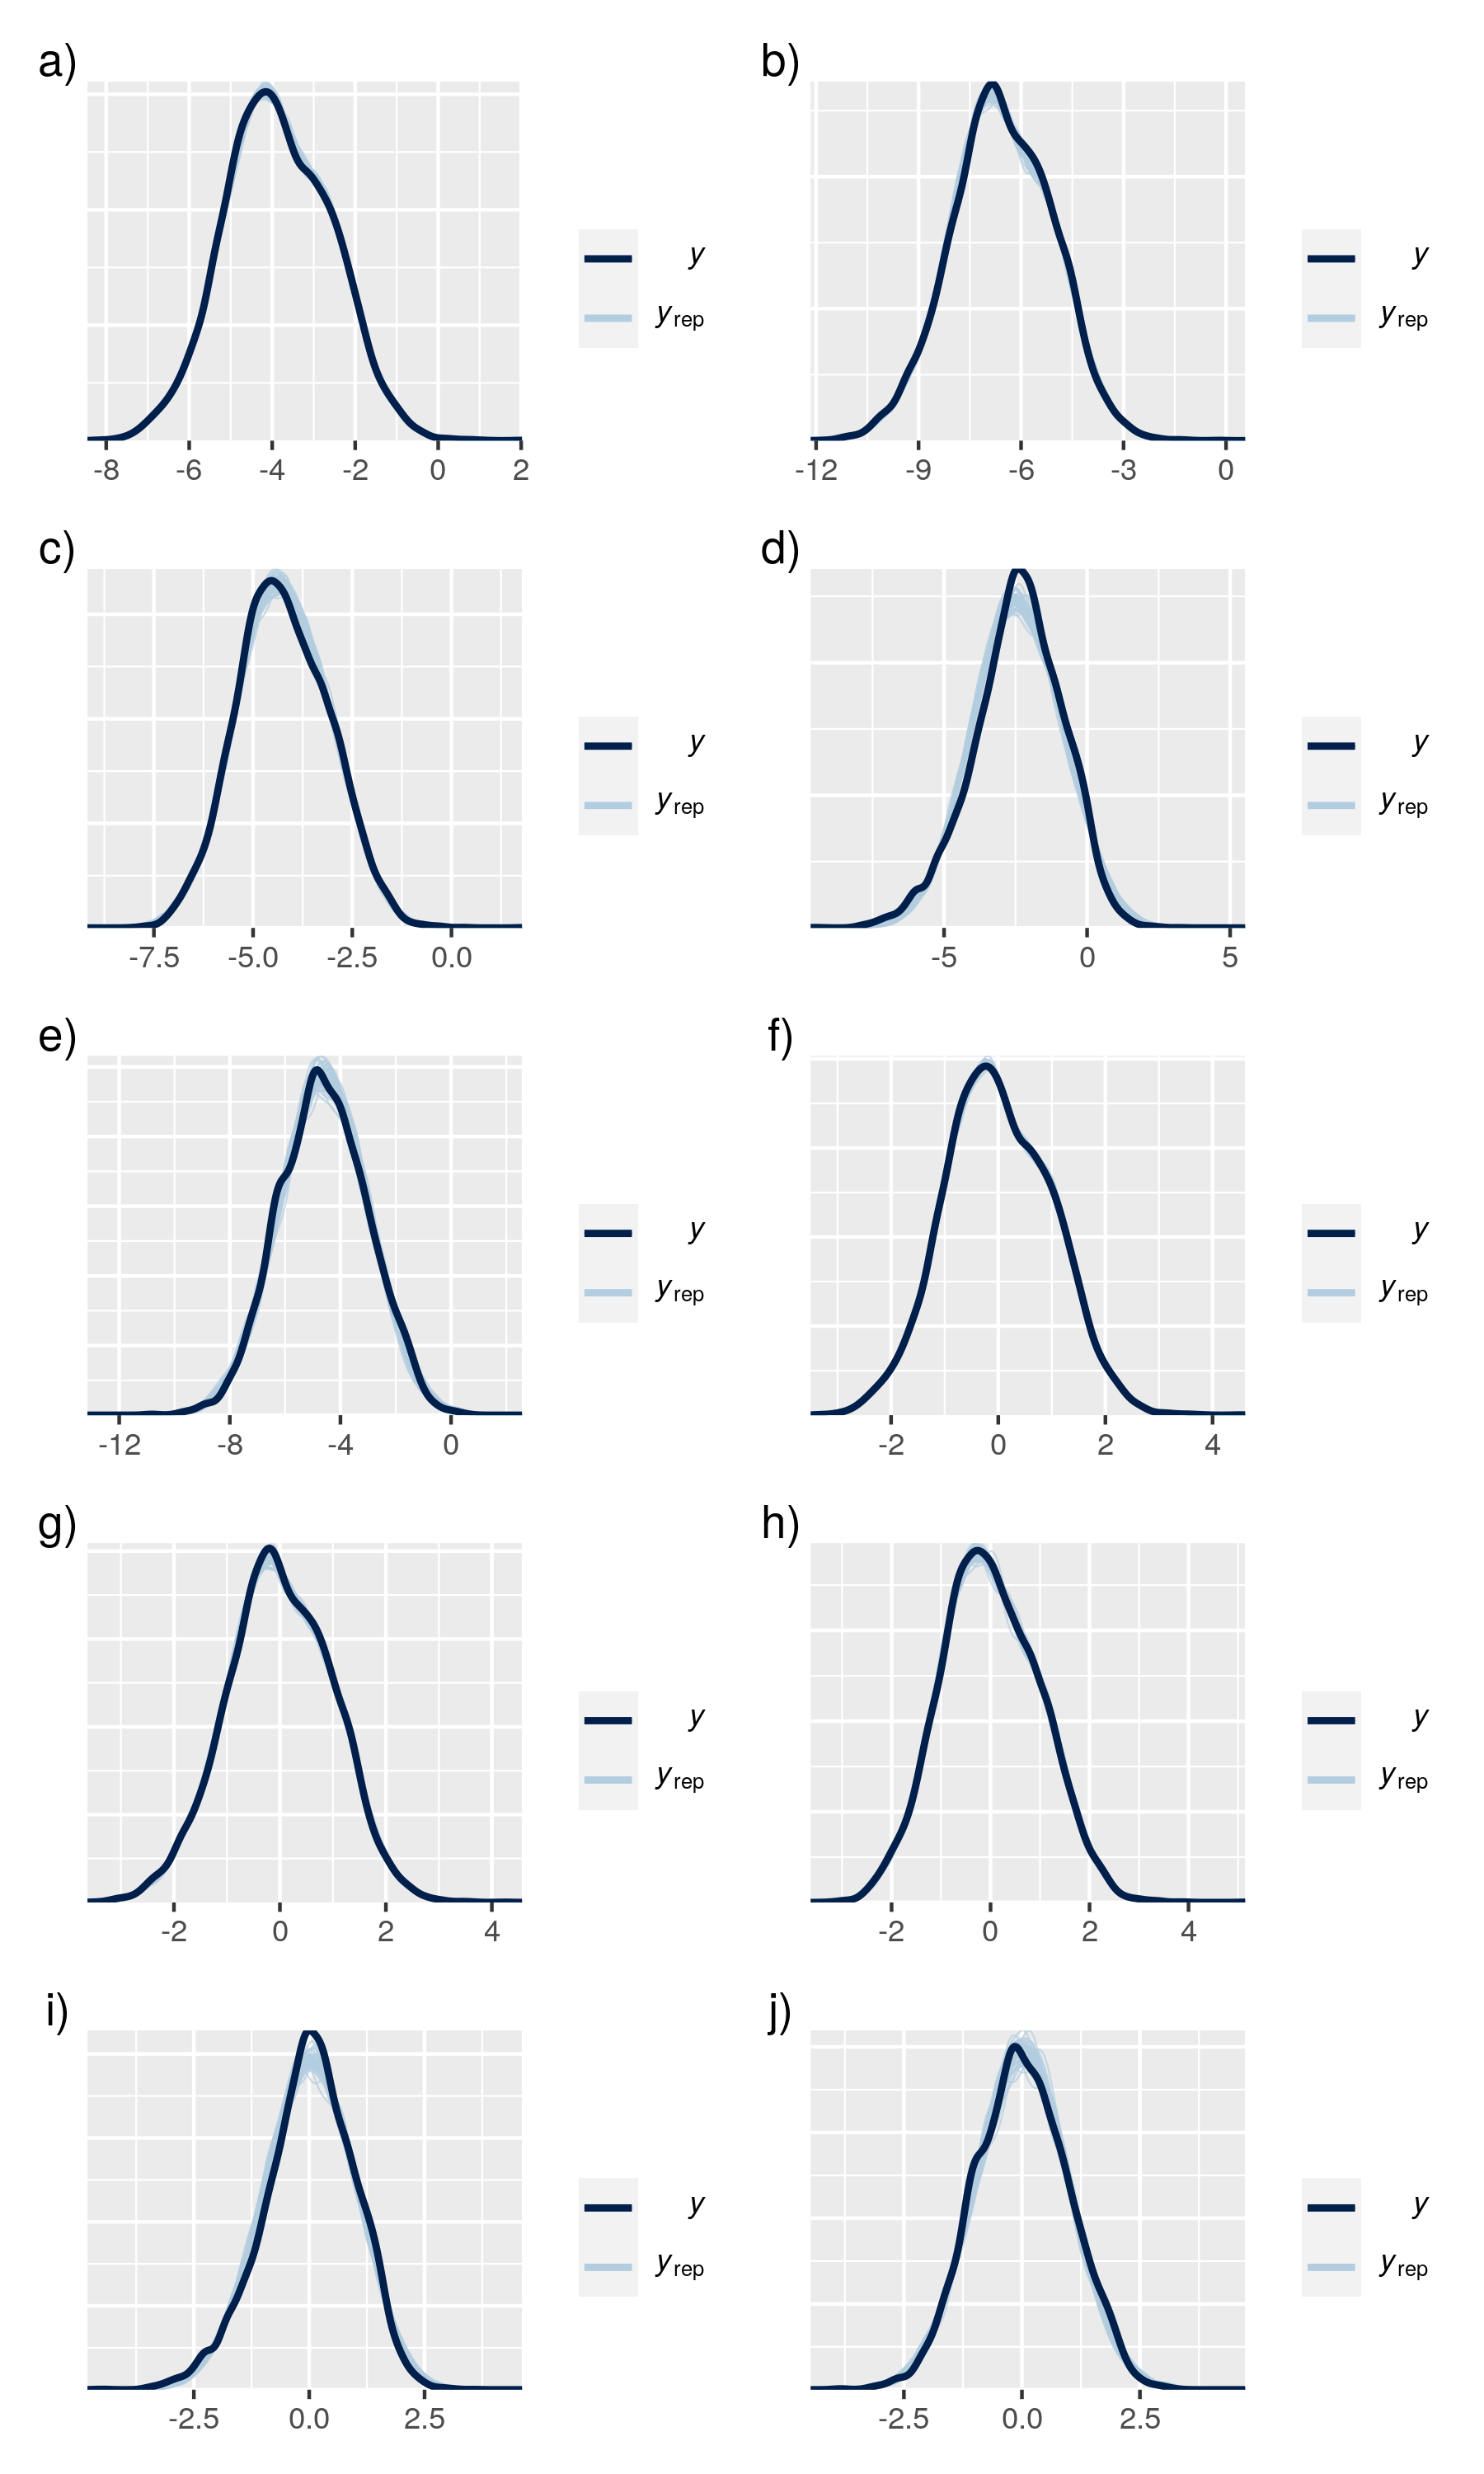 a)
y
yrep
-8 -6 -4 -2 0 2
b)
y
yrep
-12 -9 -6 -3 0
c)
y
yrep
-7.5 -5.0 -2.5 0.0
d)
y
yrep
-5 0 5
e)
y
yrep
-12 -8 -4 0
f)
y
yrep
-2 0 2 4
g)
y
yrep
-2 0 2 4
h)
y
yrep
-2 0 2 4
i)
y
yrep
-2.5 0.0 2.5
j)
y
yrep
-2.5 0.0 2.5